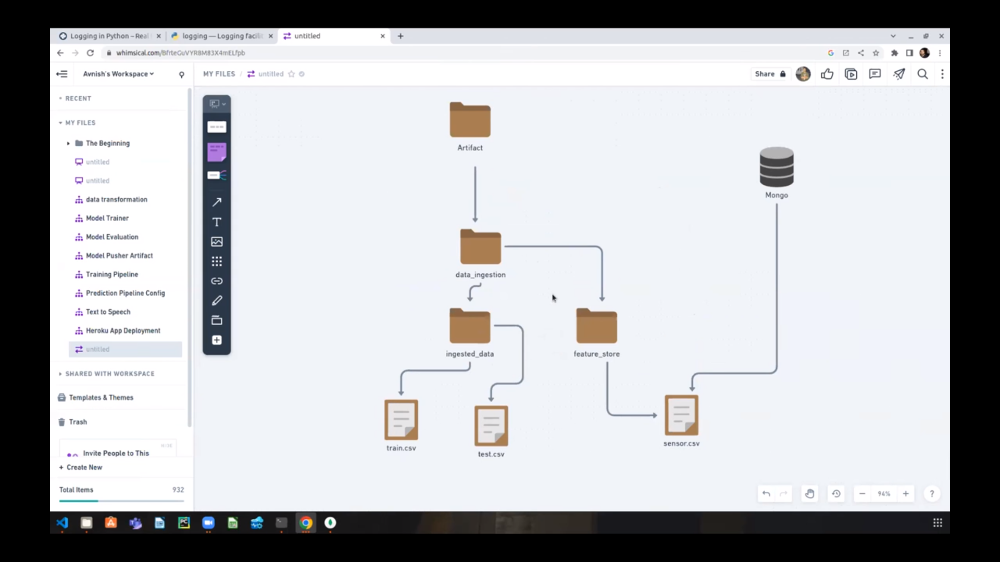 Logging in Python – Real
logging — Logging facilit
untitled
whimsical.com/BfrteGuVYR8M83X4mELfpb
Avnish's Workspace
MY FILES / untitled
Share
RECENT
MY FILES
The Beginning
untitled
untitled
data transformation
Model Trainer
Model Evaluation
Model Pusher Artifact
Training Pipeline
Prediction Pipeline Config
Text to Speech
Heroku App Deployment
untitled
SHARED WITH WORKSPACE
Templates & Themes
Trash
HIDE
Invite People to This
+ Create New
Total Items 932
Artifact
Mongo
data_ingestion
ingested_data
feature_store
train.csv
test.csv
sensor.csv
94%